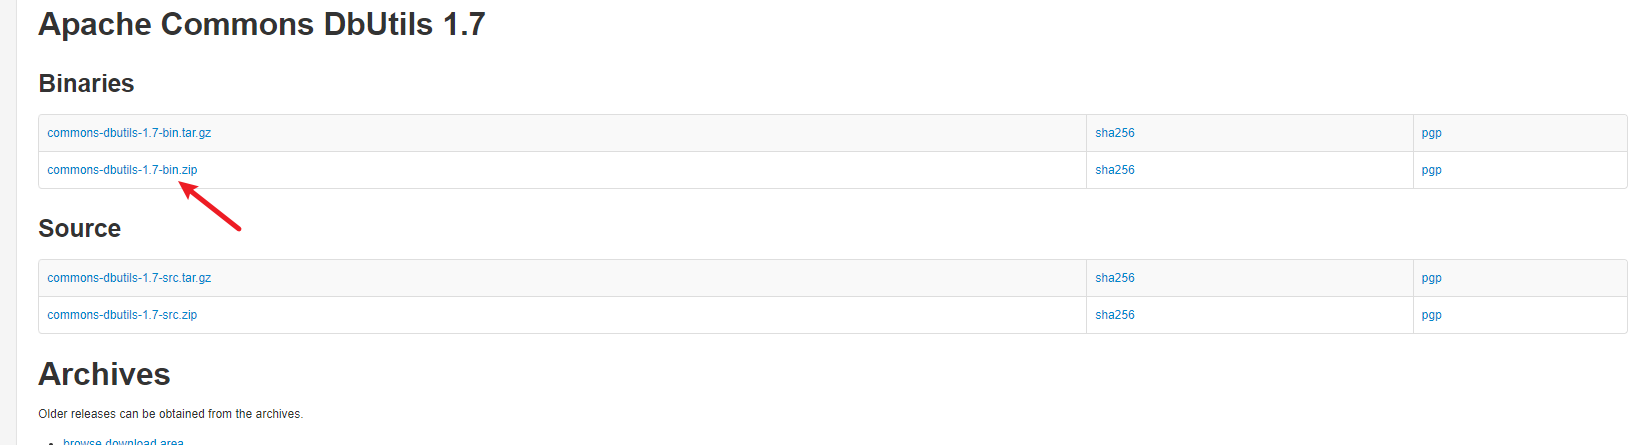 Apache Commons DbUtils 1.7
Binaries
commons-dbutils-1.7-bin.tar.gz sha256 pgp
commons-dbutils-1.7-bin.zip sha256 pgp
Source
commons-dbutils-1.7-src.tar.gz sha256 pgp
commons-dbutils-1.7-src.zip sha256 pgp
Archives
Older releases can be obtained from the archives.
browse download area